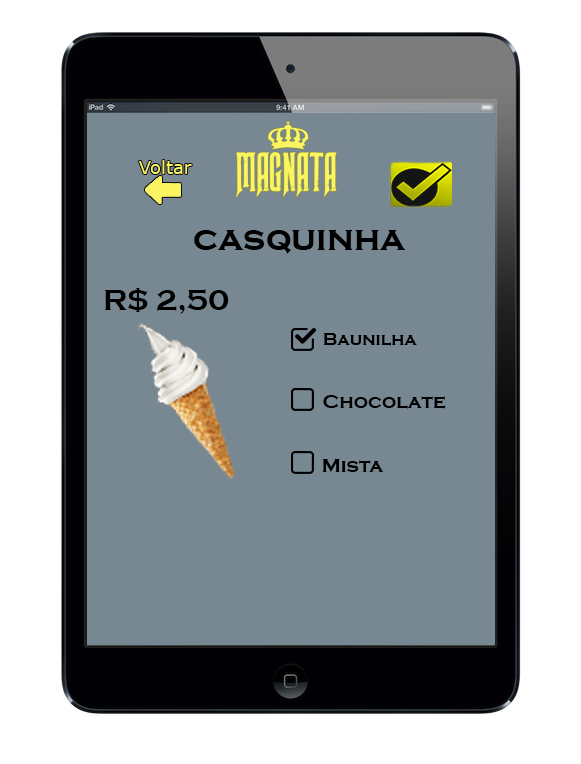 iPad 9:41 AM
Voltar
MAGNATA
CASQUINHA
R$ 2,50
Baunilha
Chocolate
Mista